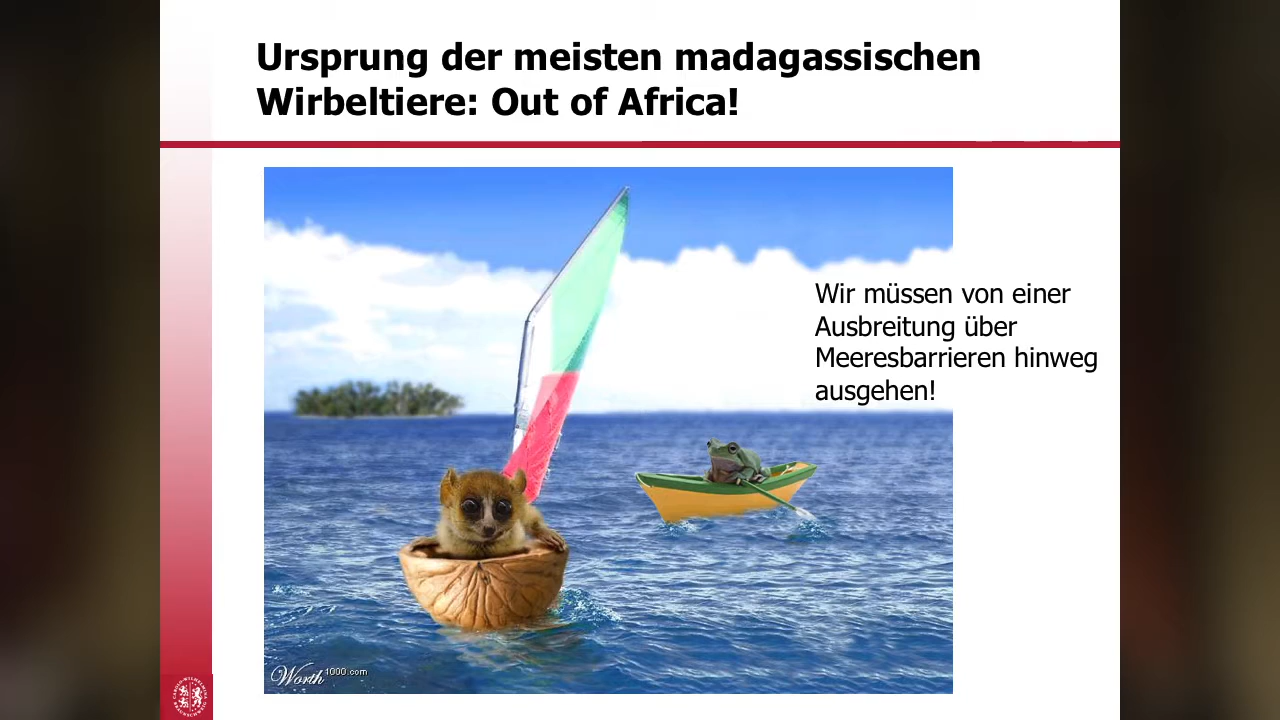 Ursprung der meisten madagassischen
Wirbeltiere: Out of Africa!
Wir müssen von einer
Ausbreitung über
Meeresbarrieren hinweg
ausgehen!
Worth1000.com